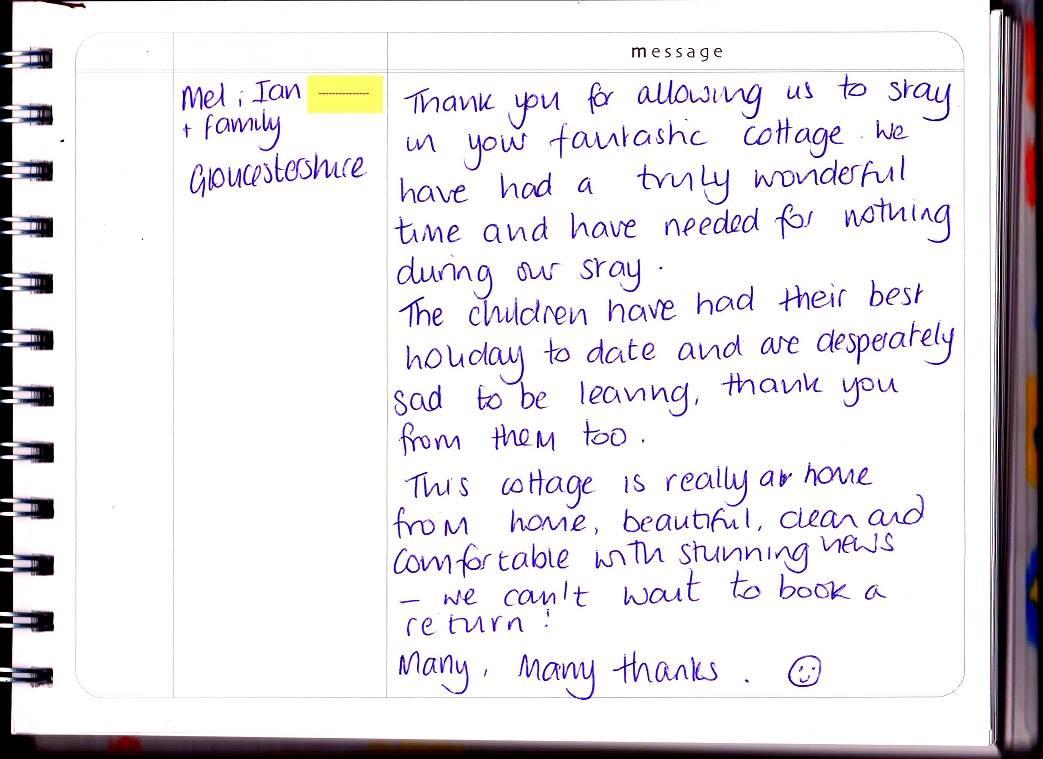 message
Mel ; Ian
+ family
Gloucestershire
Thank you for allowing us to stay
in your fantastic cottage. We
have had a truly wonderful
time and have needed for nothing
during our stay.
The children have had their best
holiday to date and are desperately
sad to be leaving, thank you
from them too.
This cottage is really a home
from home, beautiful, clean and
comfortable with stunning views
– we can't wait to book a
return!
Many, Many thanks. ☺